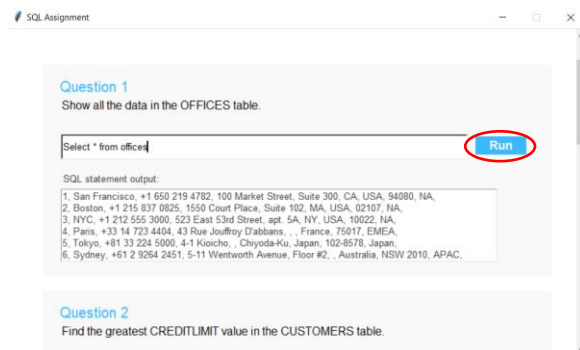 SQL Assignment
Question 1
Show all the data in the OFFICES table.
Select * from offices
Run
SQL statement output:
1, San Francisco, +1 650 219 4782, 100 Market Street, Suite 300, CA, USA, 94080, NA,
2, Boston, +1 215 837 0825, 1550 Court Place, Suite 102, MA, USA, 02107, NA,
3, NYC, +1 212 555 3000, 523 East 53rd Street, apt. 5A, NY, USA, 10022, NA,
4, Paris, +33 14 723 4404, 43 Rue Jouffroy D'abbans, , , France, 75017, EMEA,
5, Tokyo, +81 33 224 5000, 4-1 Kioicho, , Chiyoda-Ku, Japan, 102-8578, Japan,
6, Sydney, +61 2 9264 2451, 5-11 Wentworth Avenue, Floor #2, , Australia, NSW 2010, APAC,
Question 2
Find the greatest CREDITLIMIT value in the CUSTOMERS table.